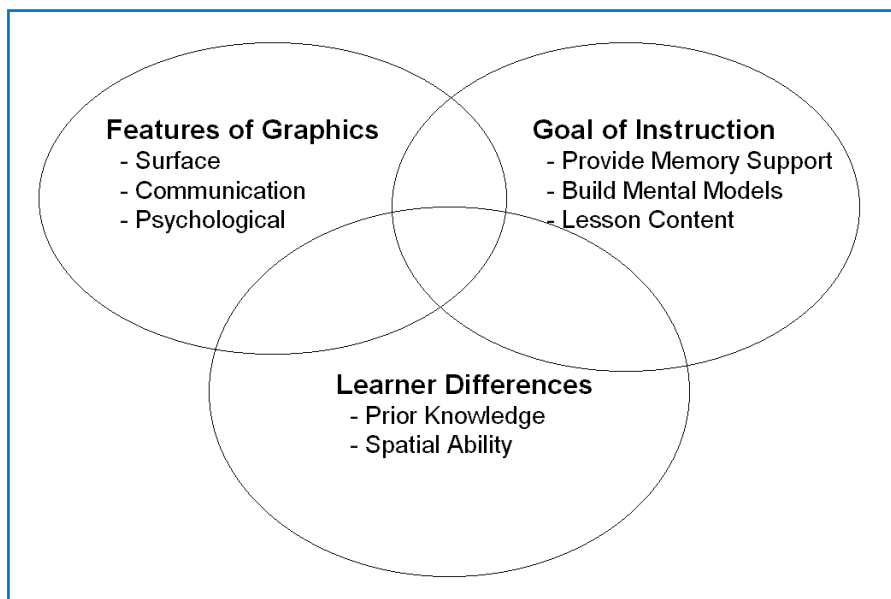 Features of Graphics
- Surface
- Communication
- Psychological
Goal of Instruction
- Provide Memory Support
- Build Mental Models
- Lesson Content
Learner Differences
- Prior Knowledge
- Spatial Ability